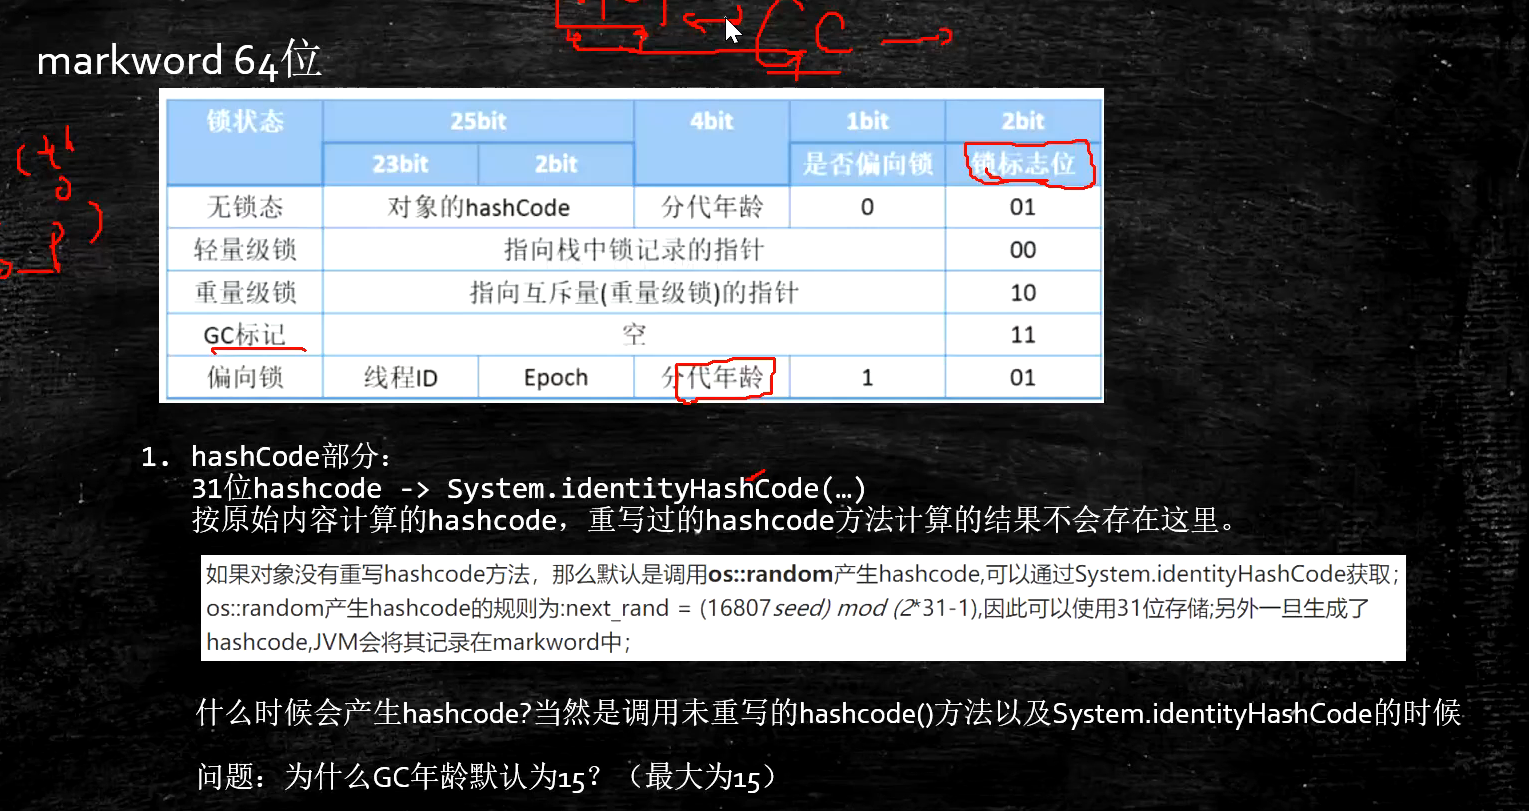 markword 64位
锁状态 25bit 4bit 1bit 2bit
23bit 2bit 是否偏向锁 锁标志位
无锁态 对象的hashCode 分代年龄 0 01
轻量级锁 指向栈中锁记录的指针 00
重量级锁 指向互斥量(重量级锁)的指针 10
GC标记 空 11
偏向锁 线程ID Epoch 分代年龄 1 01
1. hashCode部分:
31位hashcode -> System.identityHashCode(…)
按原始内容计算的hashcode，重写过的hashcode方法计算的结果不会存在这里。
如果对象没有重写hashcode方法，那么默认是调用os::random产生hashcode,可以通过System.identityHashCode获取;
os::random产生hashcode的规则为:next_rand = (16807seed) mod (2*31-1),因此可以使用31位存储;另外一旦生成了
hashcode,JVM会将其记录在markword中;
什么时候会产生hashcode?当然是调用未重写的hashcode()方法以及System.identityHashCode的时候
问题：为什么GC年龄默认为15？（最大为15）